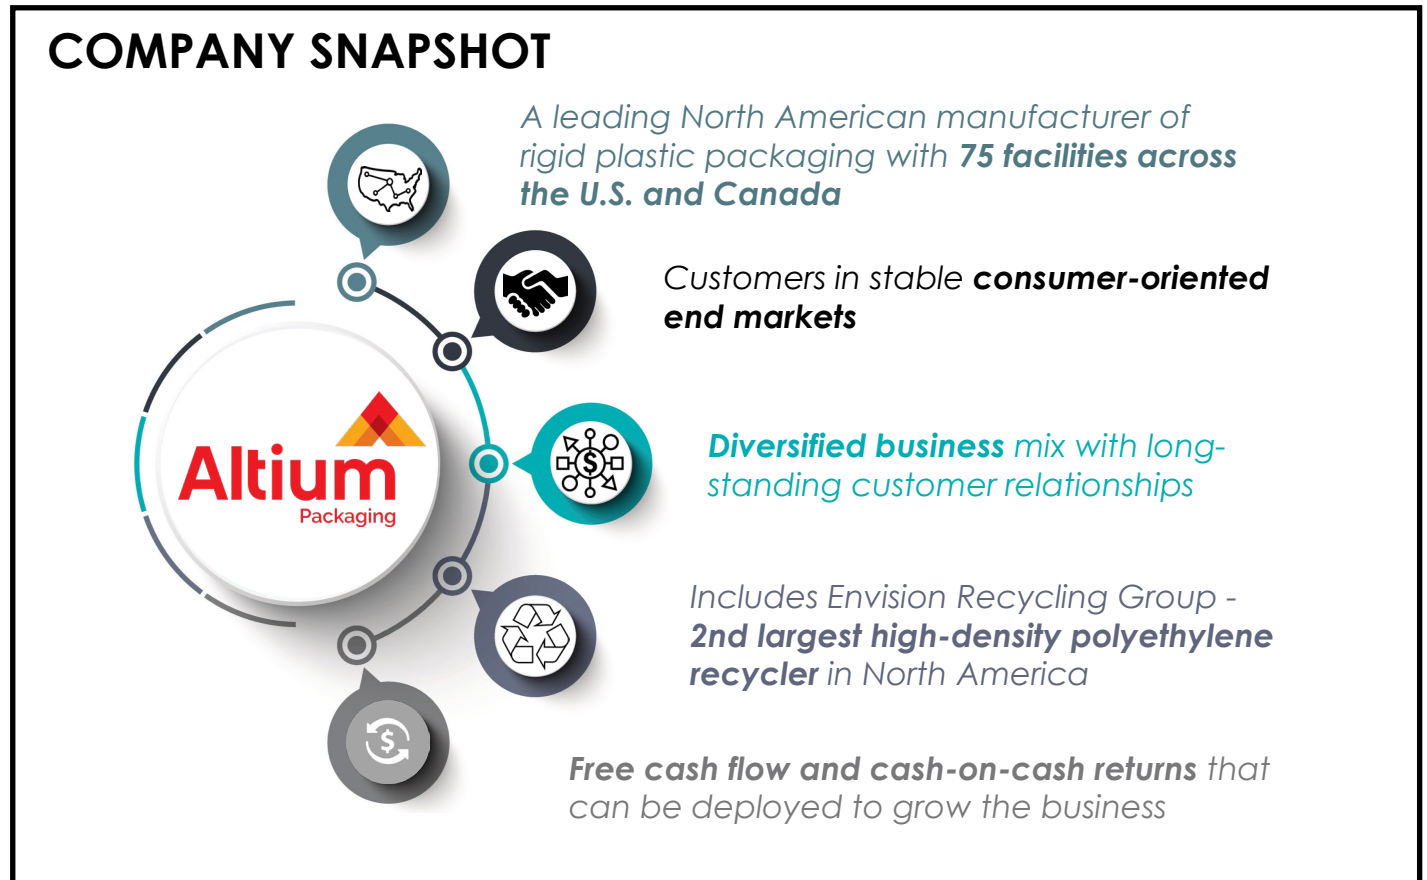 COMPANY SNAPSHOT
A leading North American manufacturer of
rigid plastic packaging with 75 facilities across
the U.S. and Canada
Customers in stable consumer-oriented
end markets
Altium
Packaging
Diversified business mix with long-
standing customer relationships
$
Includes Envision Recycling Group -
2nd largest high-density polyethylene
recycler in North America
$
Free cash flow and cash-on-cash returns that
can be deployed to grow the business